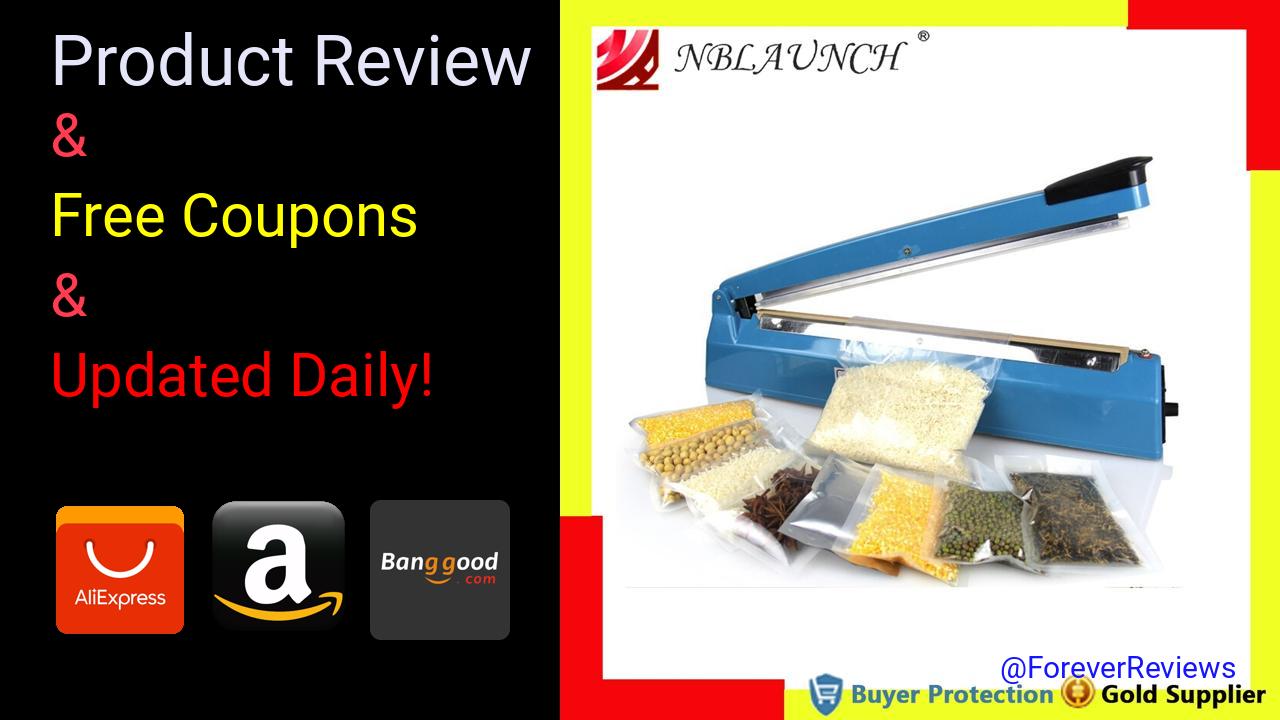 Product Review
&
Free Coupons
&
Updated Daily!
AliExpress
a
Banggood
.com
NBLAUNCH ®
@ForeverReviews
Buyer Protection Gold Supplier